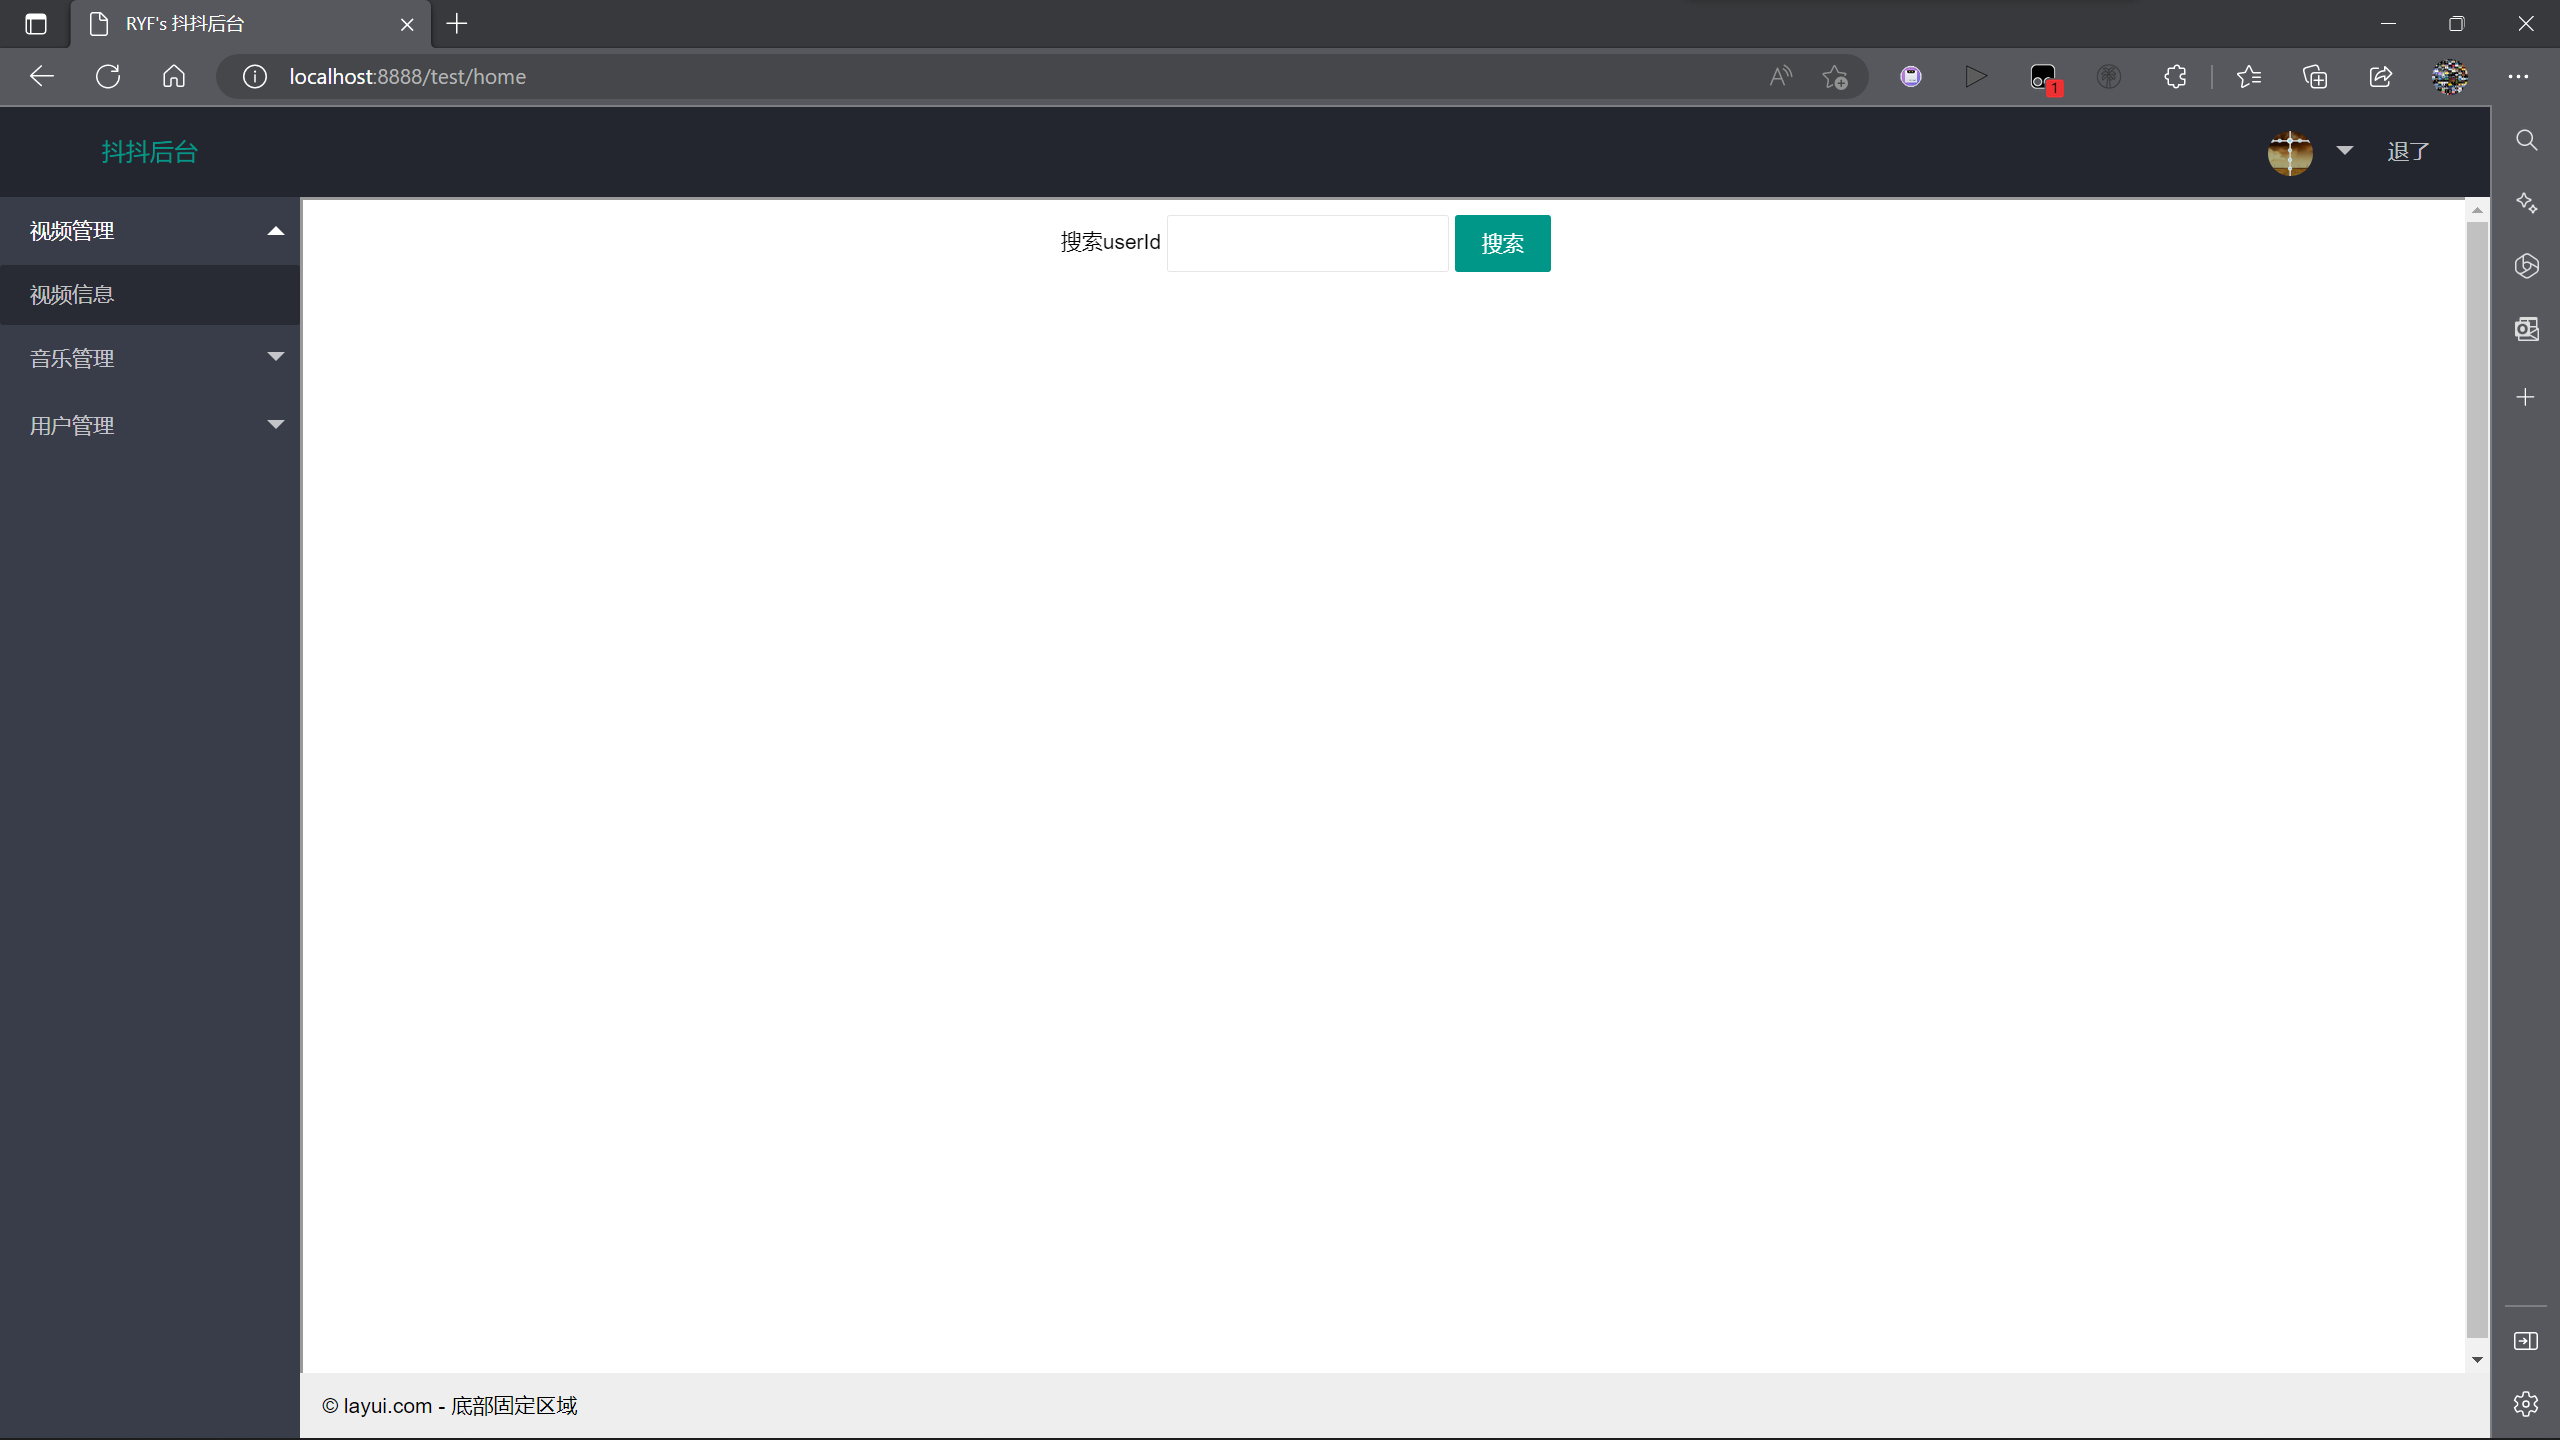 RYF's 抖抖后台
localhost:8888/test/home
1
抖抖后台
退了
视频管理
搜索userId
搜索
视频信息
音乐管理
用户管理
© layui.com - 底部固定区域